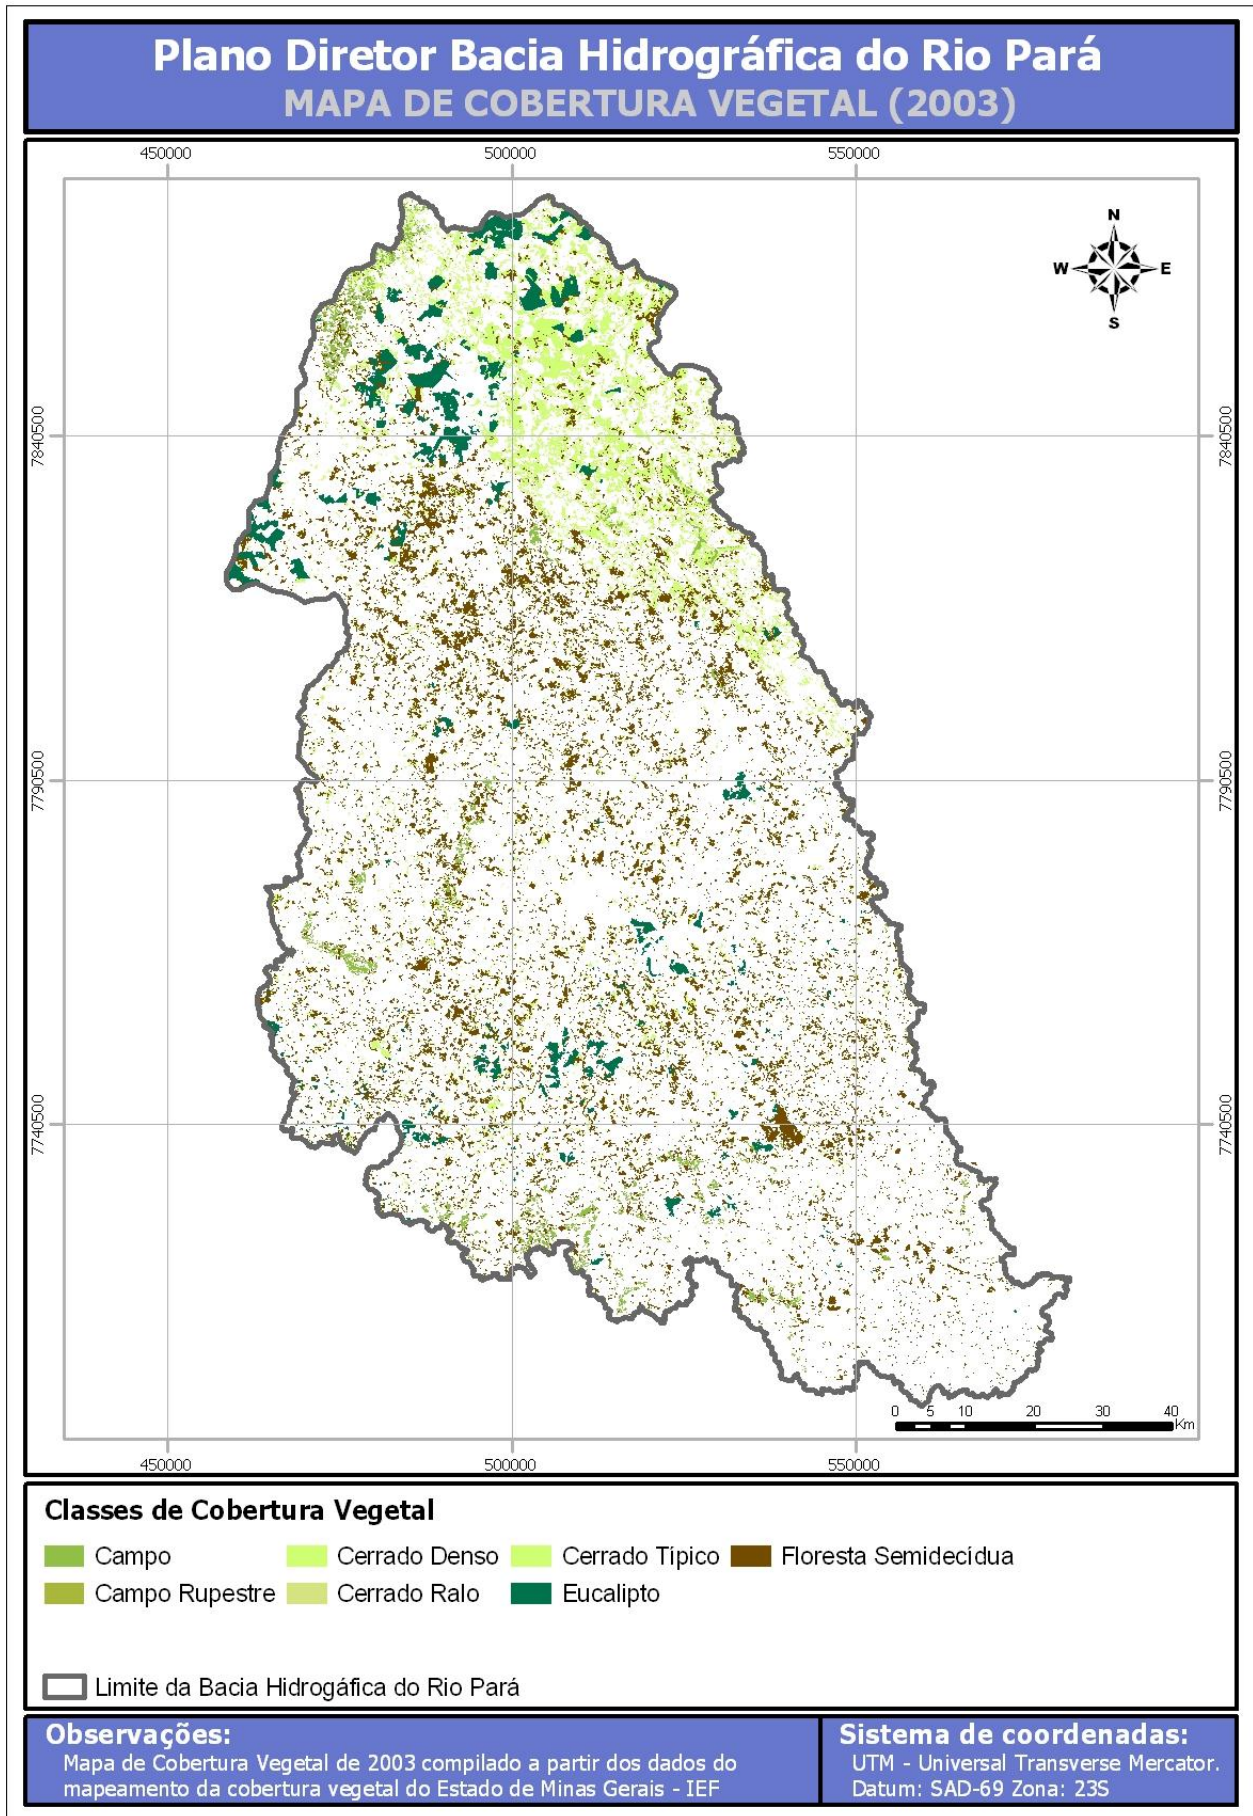 Plano Diretor Bacia Hidrográfica do Rio Pará
MAPA DE COBERTURA VEGETAL (2003)
450000 500000 550000
N
W E
S
7840500 7840500
7790500 7790500
7740500 7740500
0 5 10 20 30 40
Km
450000 500000 550000
Classes de Cobertura Vegetal
Campo Cerrado Denso Cerrado Típico Floresta Semidecídua
Campo Rupestre Cerrado Ralo Eucalipto
Limite da Bacia Hidrogáfica do Rio Pará
Observações:
Mapa de Cobertura Vegetal de 2003 compilado a partir dos dados do
mapeamento da cobertura vegetal do Estado de Minas Gerais - IEF
Sistema de coordenadas:
UTM - Universal Transverse Mercator.
Datum: SAD-69 Zona: 23S